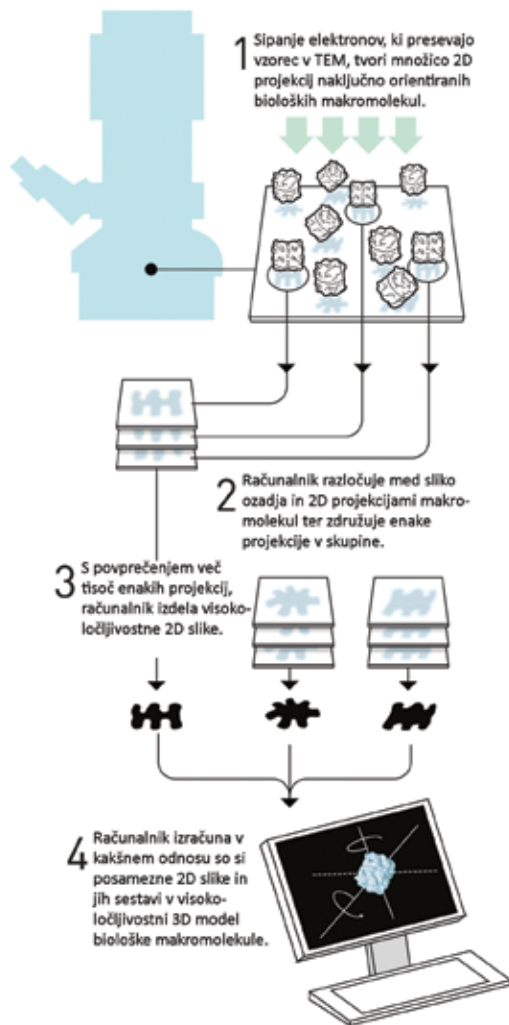 1 Sipanje elektronov, ki presevajo
vzorec v TEM, tvori množico 2D
projekcij naključno orientiranih
bioloških makromolekul.
2 Računalnik razločuje med sliko
ozadja in 2D projekcijami makro-
molekul ter združuje enake
projekcije v skupine.
3 S povprečenjem več
tisoč enakih projekcij,
računalnik izdela visoko-
ločljivostne 2D slike.
4 Računalnik izračuna v
kakšnem odnosu so si
posamezne 2D slike in
jih sestavi v visoko-
ločljivostni 3D model
biološke makromolekule.